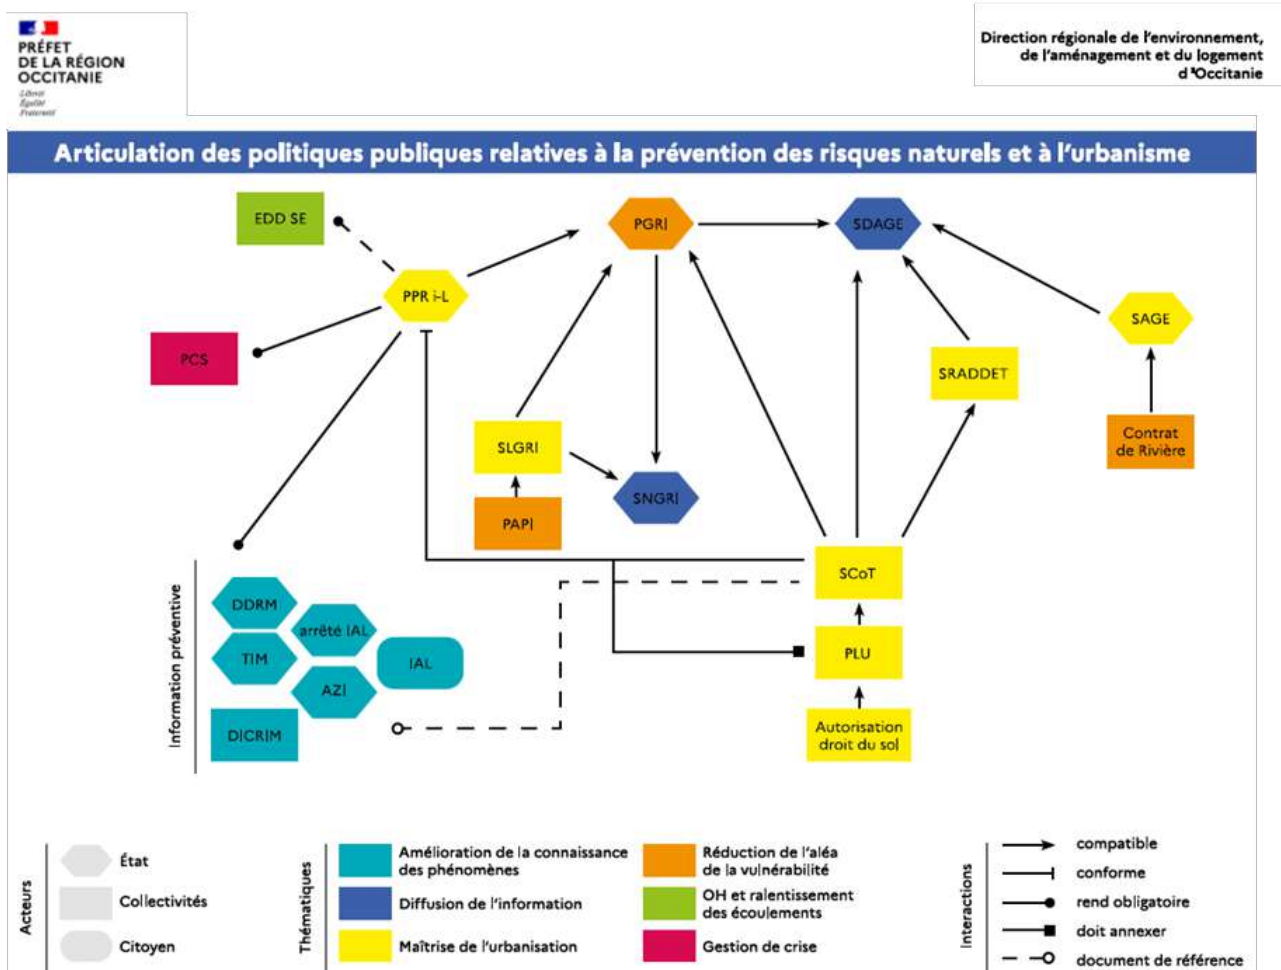 PRÉFET
DE LA RÉGION
OCCITANIE
Liberté
Égalité
Fraternité
Direction régionale de l'environnement,
de l'aménagement et du logement
d'Occitanie
Articulation des politiques publiques relatives à la prévention des risques naturels et à l'urbanisme
EDD SE
PGRI
SDAGE
PPR i-L
SAGE
PCS
SRADDET
Contrat
de Rivière
SLGRI
SNGRI
PAPI
SCoT
DDRM
arrêté IAL
TIM
IAL
PLU
AZI
DICRIM
Autorisation
droit du sol
Information préventive
Acteurs
État
Collectivités
Citoyen
Thématiques
Amélioration de la connaissance
des phénomènes
Diffusion de l'information
Maîtrise de l'urbanisation
Réduction de l'aléa
de la vulnérabilité
OH et ralentissement
des écoulements
Gestion de crise
Interactions
compatible
conforme
rend obligatoire
doit annexer
document de référence